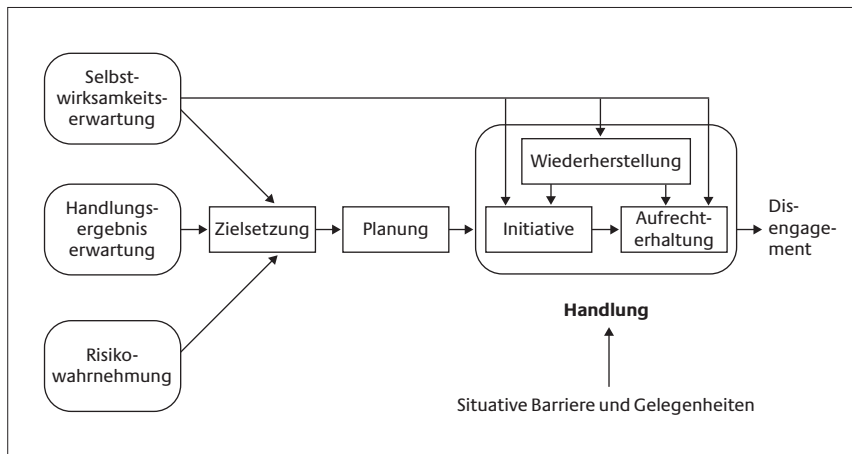 Selbst-
wirksamkeits-
erwartung
Handlungs-
ergebnis
erwartung
Risiko-
wahrnehmung
Zielsetzung
Planung
Wiederherstellung
Initiative
Aufrecht-
erhaltung
Dis-
engage-
ment
Handlung
Situative Barriere und Gelegenheiten